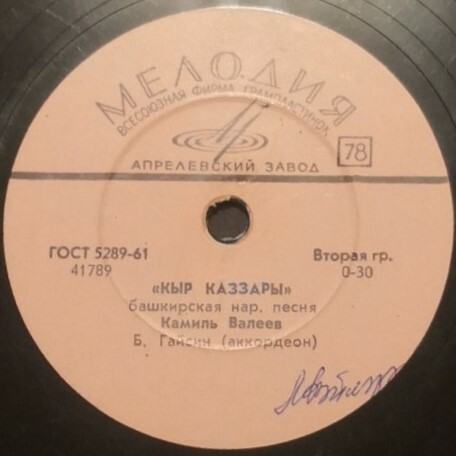 МЕЛОДИЯ
ВСЕСОЮЗНАЯ ФИРМА ГРАМПЛАСТИНОК
78
АПРЕЛЕВСКИЙ ЗАВОД
ГОСТ 5289-61
41789
Вторая гр.
0-30
«КЫР КАЗЗАРЫ»
башкирская нар. песня
Камиль Валеев
Б. Гайсин (аккордеон)